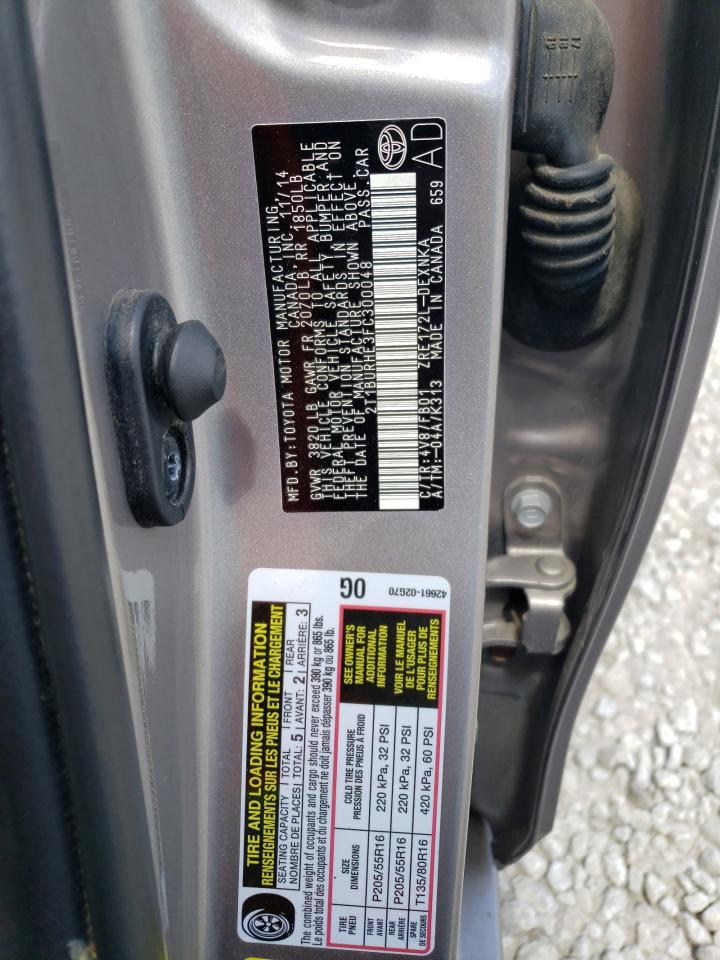 MFD.BY:TOYOTA MOTOR MANUFACTURING
CANADA, INC. 11/14
GVWR 3820LB GAWR FR 2070LB RR 1850LB
THIS VEHICLE CONFORMS TO ALL APPLICABLE
FEDERAL MOTOR VEHICLE SAFETY, BUMPER, AND
THEFT PREVENTION STANDARDS IN EFFECT ON
THE DATE OF MANUFACTURE SHOWN ABOVE.
2T1BURHE3FC300048 PASS.CAR
C/TR:4V8/FB91 ZRE172L-DEXNKA
A/TM:-04A/K313 MADE IN CANADA 659
AD
17
18
19
TIRE AND LOADING INFORMATION
RENSEIGNEMENTS SUR LES PNEUS ET LE CHARGEMENT
SEATING CAPACITY TOTAL FRONT REAR
NOMBRE DE PLACES TOTAL: 5 AVANT: 2 ARRIÈRE: 3
The combined weight of occupants and cargo should never exceed 390 kg or 865 lbs.
Le poids total des occupants et du chargement ne doit jamais dépasser 390 kg ou 865 lb.
TIRE PNEU SIZE DIMENSIONS COLD TIRE PRESSURE PRESSION DES PNEUS À FROID
FRONT AVANT P205/55R16 220 kPa, 32 PSI
REAR ARRIÈRE P205/55R16 220 kPa, 32 PSI
SPARE DE SECOURS T135/80R16 420 kPa, 60 PSI
SEE OWNER'S
MANUAL FOR
ADDITIONAL
INFORMATION
VOIR LE MANUEL
DE L'USAGER
POUR PLUS DE
RENSEIGNEMENTS
0G
42661-02G70